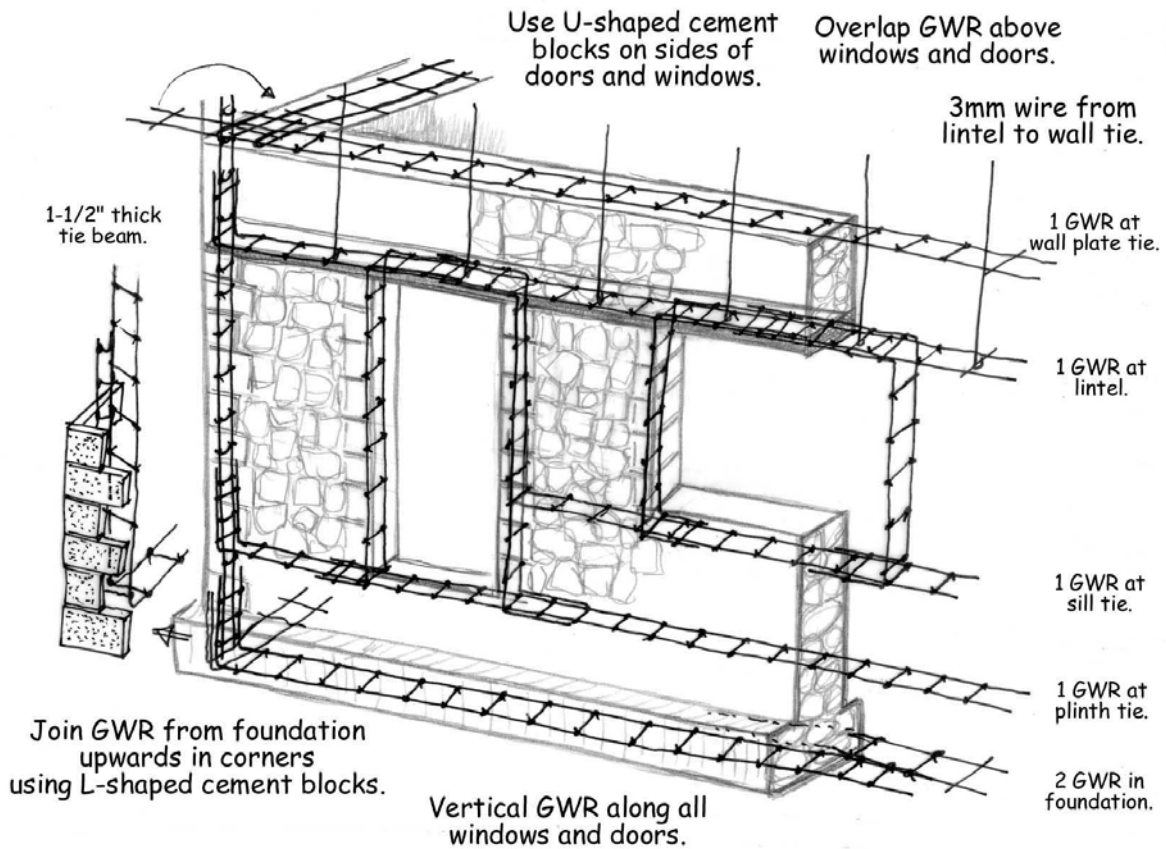 Use U-shaped cement
blocks on sides of
doors and windows.
Overlap GWR above
windows and doors.
3mm wire from
lintel to wall tie.
1-1/2" thick
tie beam.
1 GWR at
wall plate tie.
1 GWR at
lintel.
1 GWR at
sill tie.
1 GWR at
plinth tie.
2 GWR in
foundation.
Join GWR from foundation
upwards in corners
using L-shaped cement blocks.
Vertical GWR along all
windows and doors.